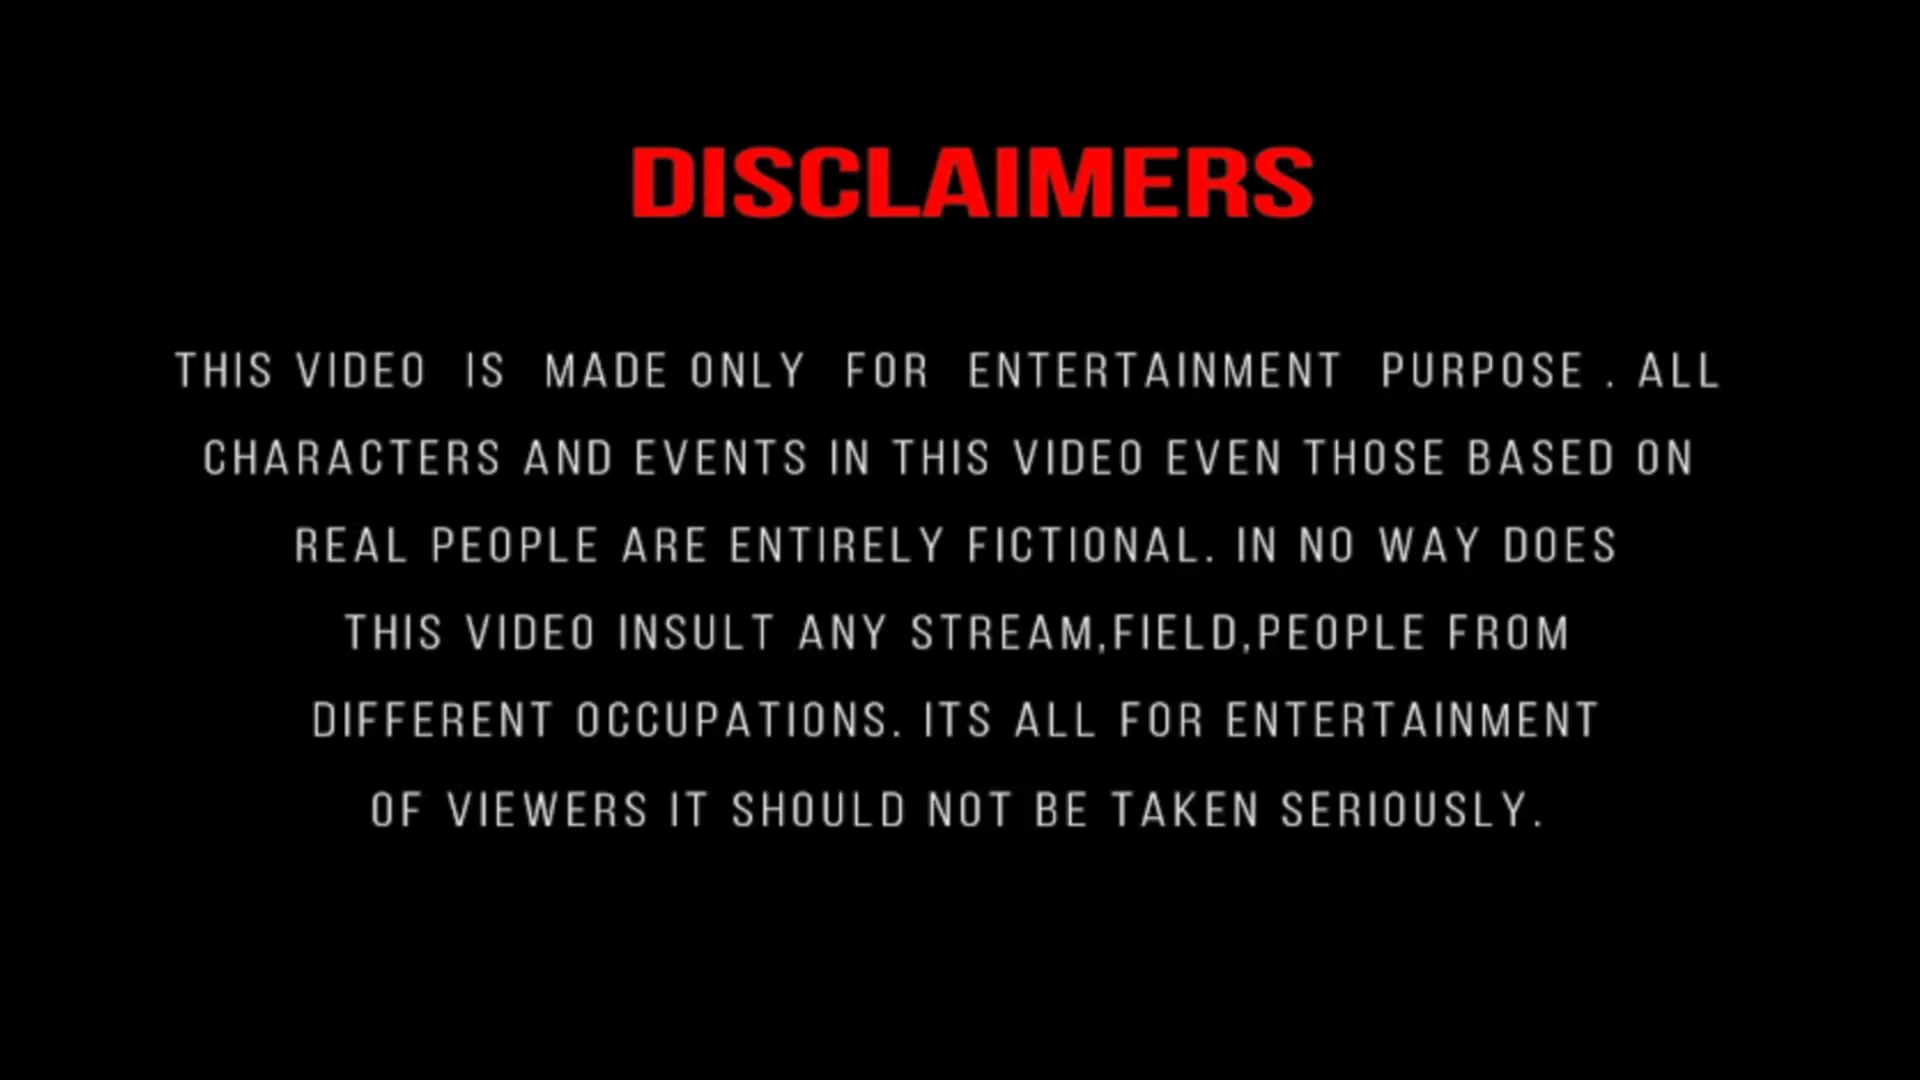 DISCLAIMERS
THIS VIDEO IS MADE ONLY FOR ENTERTAINMENT PURPOSE . ALL
CHARACTERS AND EVENTS IN THIS VIDEO EVEN THOSE BASED ON
REAL PEOPLE ARE ENTIRELY FICTIONAL. IN NO WAY DOES
THIS VIDEO INSULT ANY STREAM,FIELD,PEOPLE FROM
DIFFERENT OCCUPATIONS. ITS ALL FOR ENTERTAINMENT
OF VIEWERS IT SHOULD NOT BE TAKEN SERIOUSLY.